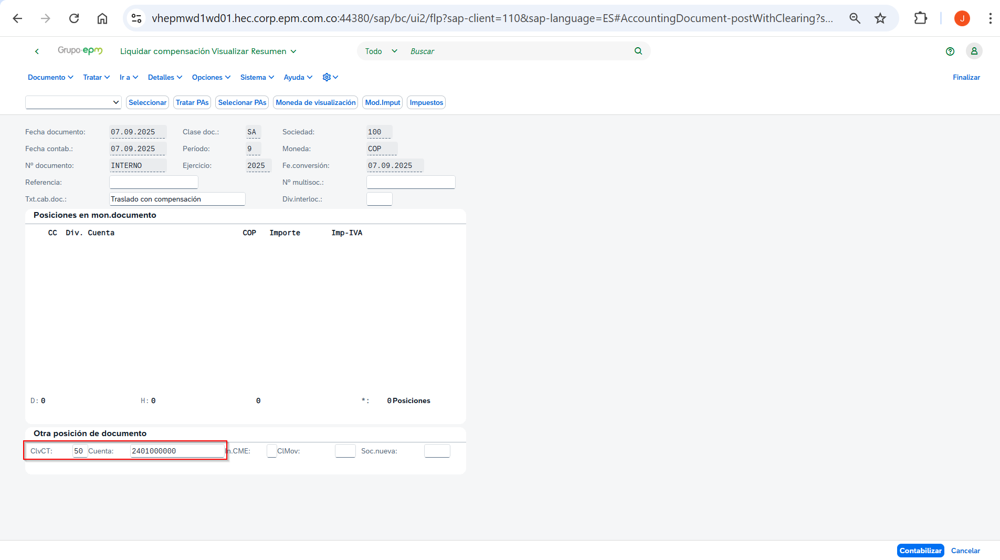 vhepmwd1wd01.hec.corp.epm.com.co:44380/sap/bc/ui2/flp?sap-client=110&sap-language=ES#AccountingDocument-postWithClearing?s...
J
Grupo·epm
Liquidar compensación Visualizar Resumen
Todo
Buscar
Documento
Tratar
Ir a
Detalles
Opciones
Sistema
Ayuda
Finalizar
Seleccionar
Tratar PAs
Selecionar PAs
Moneda de visualización
Mod.Imput
Impuestos
Fecha documento: 07.09.2025 Clase doc.: SA Sociedad: 100
Fecha contab.: 07.09.2025 Período: 9 Moneda: COP
Nº documento: INTERNO Ejercicio: 2025 Fe.conversión: 07.09.2025
Referencia: Nº multisoc.:
Txt.cab.doc.: Traslado con compensación Div.interloc.:
Posiciones en mon.documento
CC Div. Cuenta COP Importe Imp-IVA
D: 0 H: 0 0 *: 0 Posiciones
Otra posición de documento
ClvCT: 50 Cuenta: 2401000000 In.CME: ClMov: Soc.nueva:
Contabilizar
Cancelar